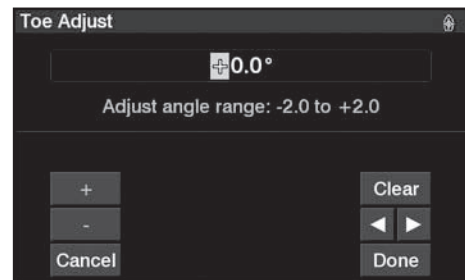 Toe Adjust
+0.0°
Adjust angle range: -2.0 to +2.0
+
Clear
-
◀ ▶
Cancel
Done